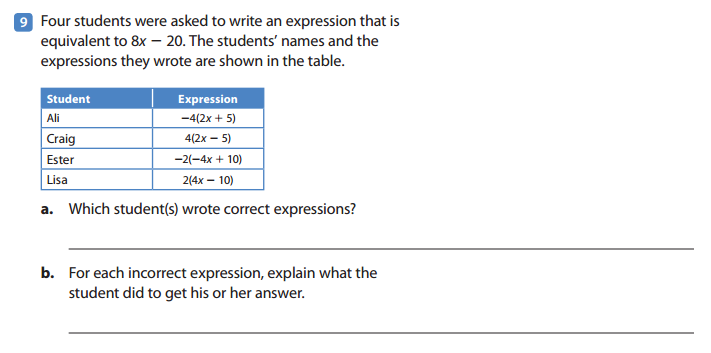 9 Four students were asked to write an expression that is
equivalent to 8x − 20. The students' names and the
expressions they wrote are shown in the table.
Student Expression
Ali −4(2x + 5)
Craig 4(2x − 5)
Ester −2(−4x + 10)
Lisa 2(4x − 10)
a. Which student(s) wrote correct expressions?
b. For each incorrect expression, explain what the
student did to get his or her answer.